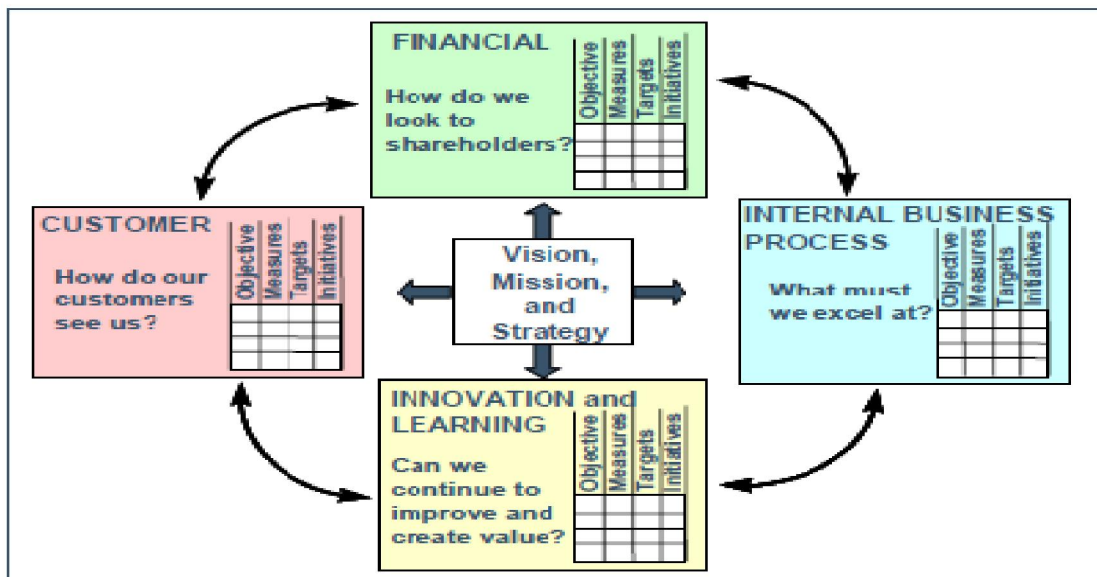 FINANCIAL
How do we
look to
shareholders?
Objective
Measures
Targets
Initiatives
CUSTOMER
How do our
customers
see us?
Objective
Measures
Targets
Initiatives
Vision,
Mission,
and
Strategy
INTERNAL BUSINESS
PROCESS
What must
we excel at?
Objective
Measures
Targets
Initiatives
INNOVATION and
LEARNING
Can we
continue to
improve and
create value?
Objective
Measures
Targets
Initiatives